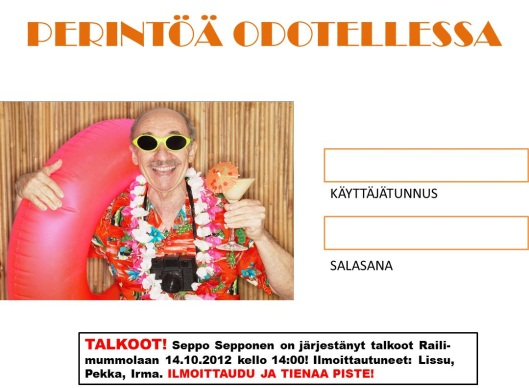 PERINTÖÄ ODOTELLESSA
KÄYTTÄJÄTUNNUS
SALASANA
TALKOOT! Seppo Sepponen on järjestänyt talkoot Raili-
mummolaan 14.10.2012 kello 14:00! Ilmoittautuneet: Lissu,
Pekka, Irma. ILMOITTAUDU JA TIENAA PISTE!